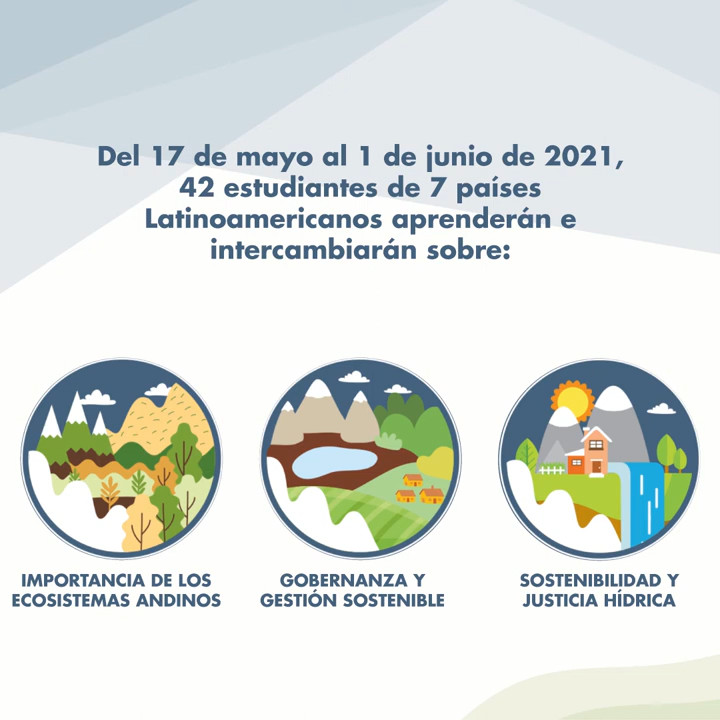 Del 17 de mayo al 1 de junio de 2021,
42 estudiantes de 7 países
Latinoamericanos aprenderán e
intercambiarán sobre:
IMPORTANCIA DE LOS
ECOSISTEMAS ANDINOS
GOBERNANZA Y
GESTIÓN SOSTENIBLE
SOSTENIBILIDAD Y
JUSTICIA HÍDRICA